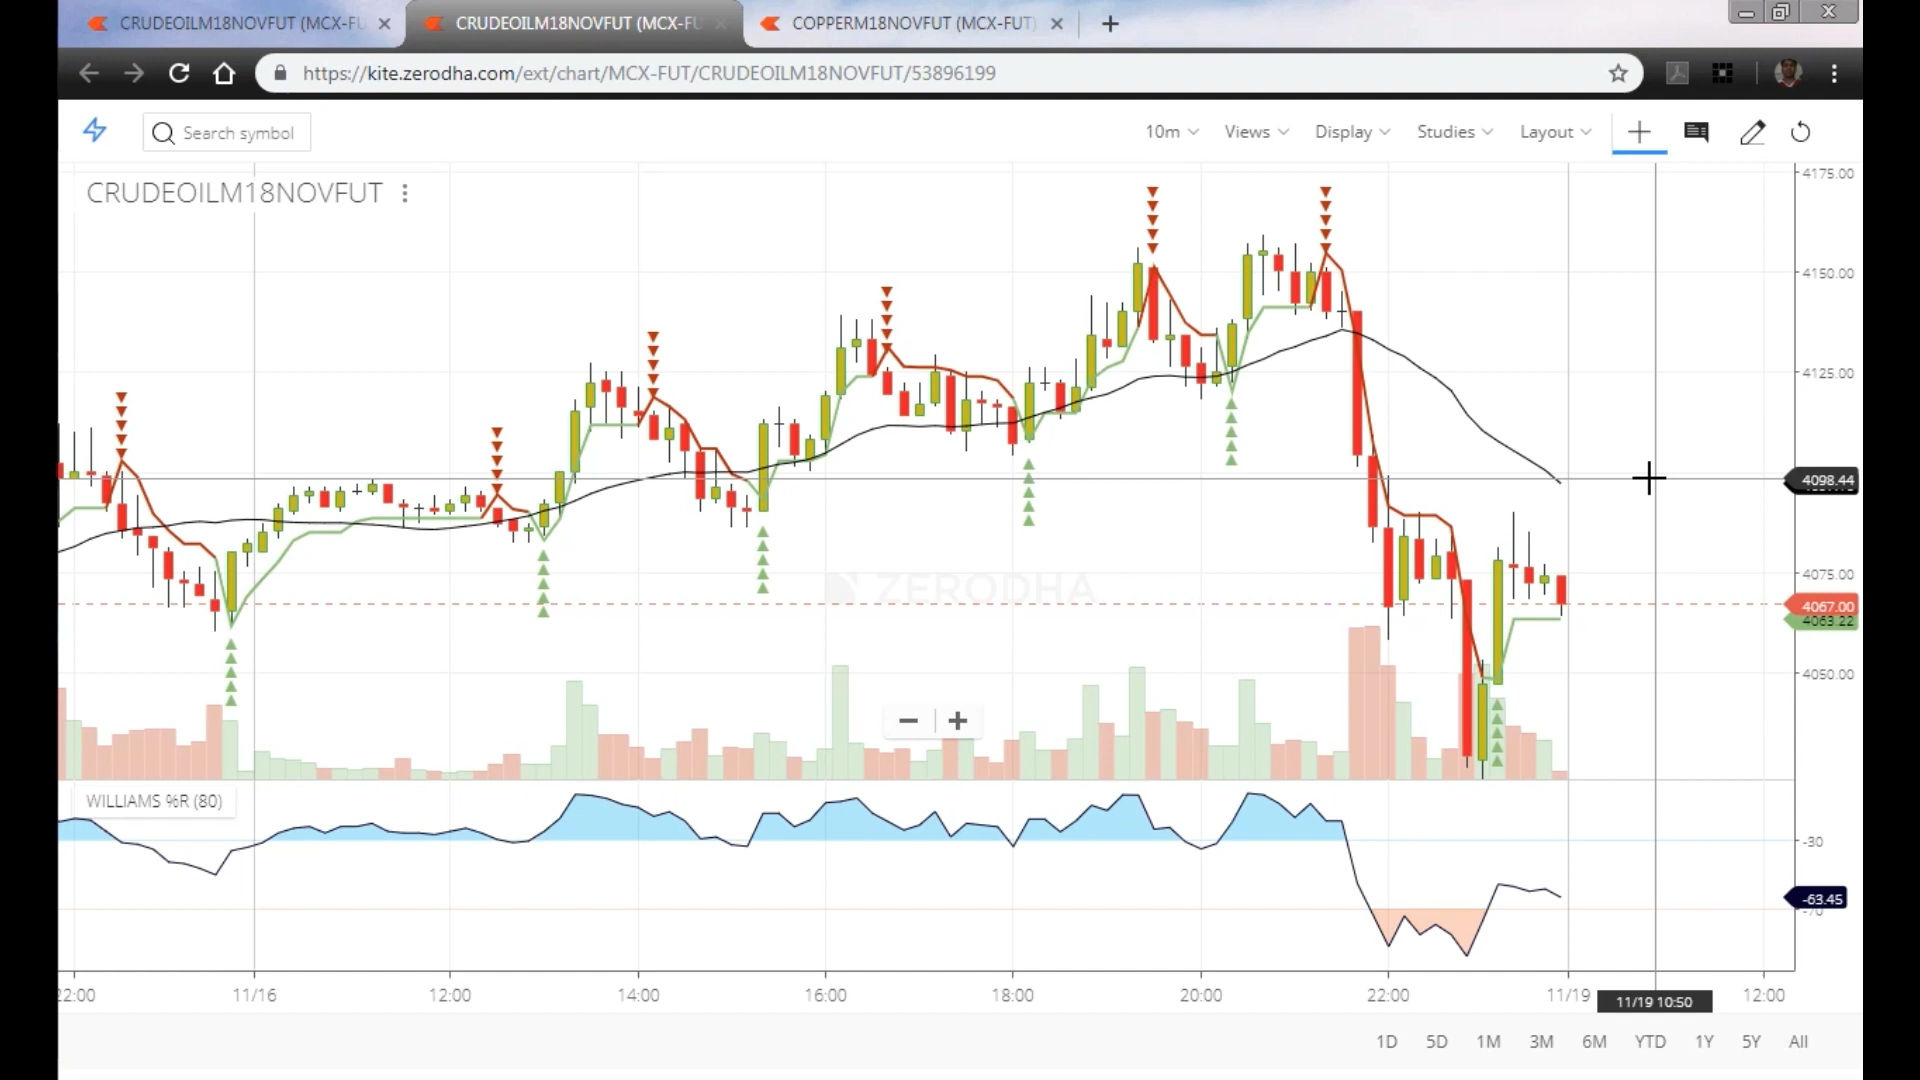 CRUDEOILM18NOVFUT (MCX-FU
CRUDEOILM18NOVFUT (MCX-FU
COPPERM18NOVFUT (MCX-FUT)
https://kite.zerodha.com/ext/chart/MCX-FUT/CRUDEOILM18NOVFUT/53896199
Search symbol
10m Views Display Studies Layout
CRUDEOILM18NOVFUT
4175.00
4150.00
4125.00
4098.44
4075.00
4067.00
4063.22
4050.00
ZERODHA
WILLIAMS %R (80)
-30
-63.45
-70
22:00 11/16 12:00 14:00 16:00 18:00 20:00 22:00 11/19 11/19 10:50 12:00
1D 5D 1M 3M 6M YTD 1Y 5Y All